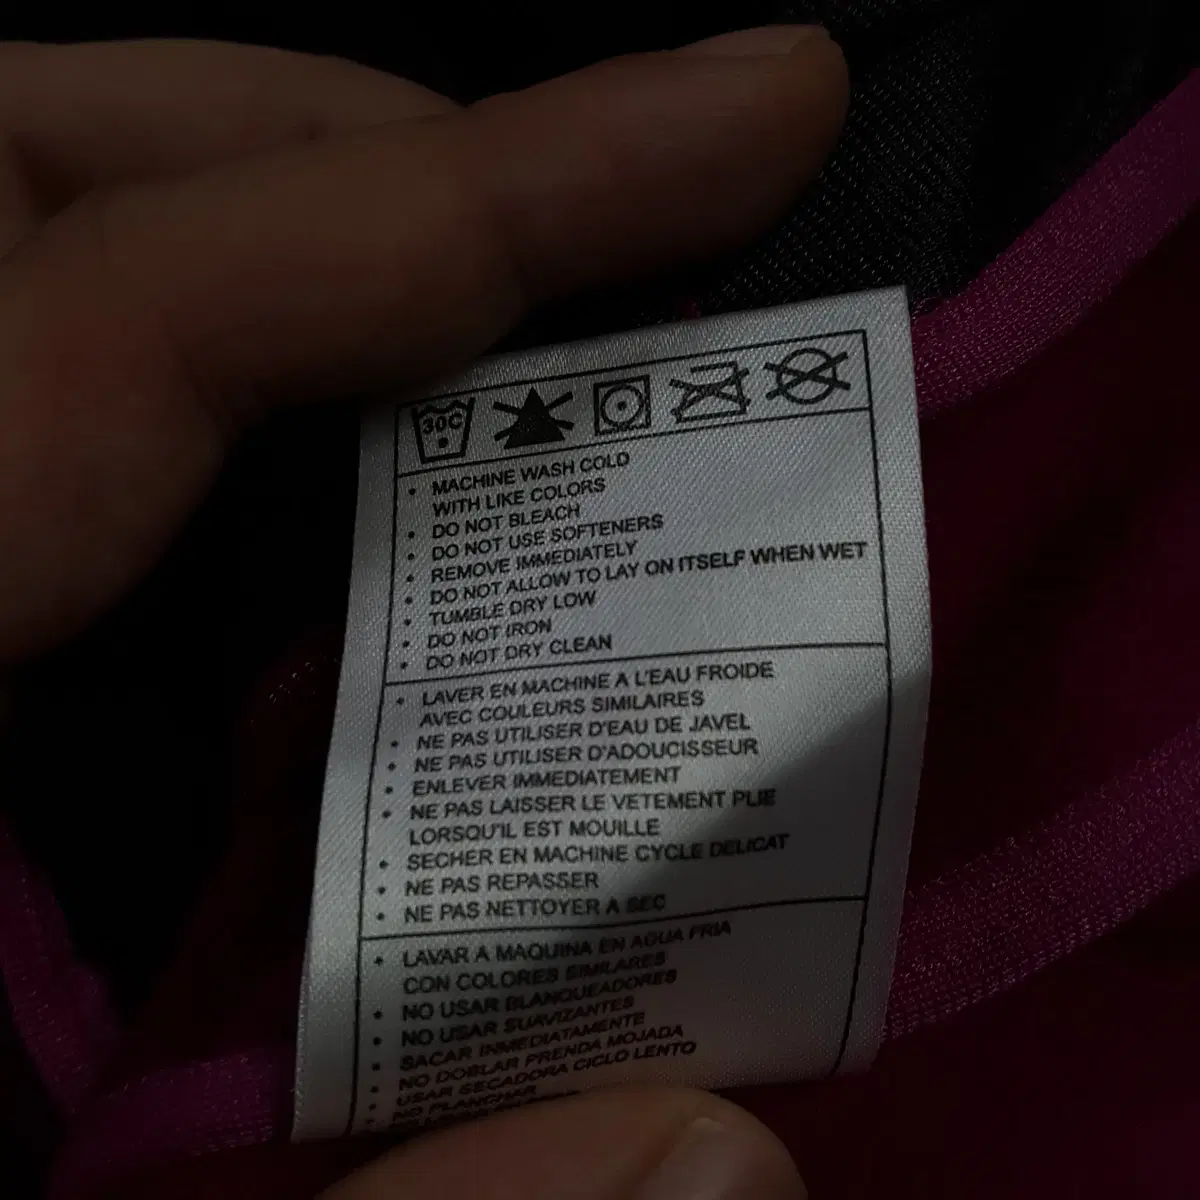 30C
• MACHINE WASH COLD
WITH LIKE COLORS
• DO NOT BLEACH
• DO NOT USE SOFTENERS
• REMOVE IMMEDIATELY
• DO NOT ALLOW TO LAY ON ITSELF WHEN WET
• TUMBLE DRY LOW
• DO NOT IRON
• DO NOT DRY CLEAN
• LAVER EN MACHINE A L'EAU FROIDE
AVEC COULEURS SIMILAIRES
• NE PAS UTILISER D'EAU DE JAVEL
• NE PAS UTILISER D'ADOUCISSEUR
• ENLEVER IMMEDIATEMENT
• NE PAS LAISSER LE VETEMENT PLIE
LORSQU'IL EST MOUILLE
• SECHER EN MACHINE CYCLE DELICAT
• NE PAS REPASSER
• NE PAS NETTOYER A SEC
• LAVAR A MAQUINA EN AGUA FRIA
CON COLORES SIMILARES
• NO USAR BLANQUEADORES
• NO USAR SUAVIZANTES
• SACAR INMEDIATAMENTE
• NO DOBLAR PRENDA MOJADA
• USAR SECADORA CICLO LENTO
• NO PLANCHAR